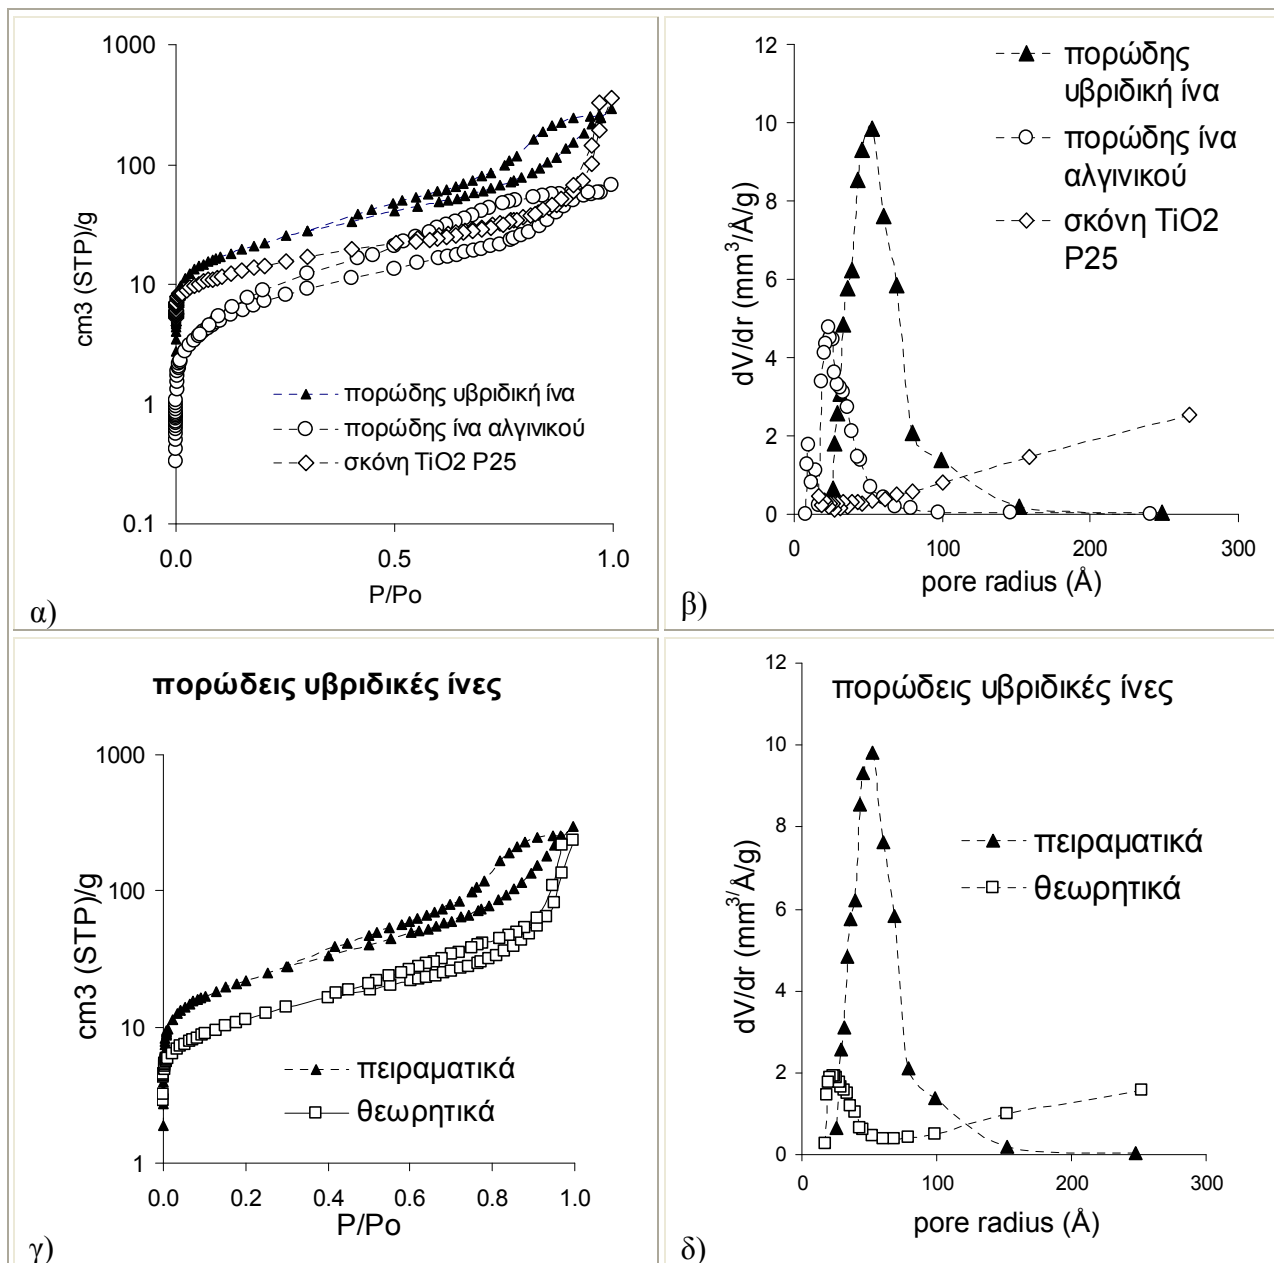 1000
100
10
1
0.1
cm3 (STP)/g
πορώδης υβριδική ίνα
πορώδης ίνα αλγινικού
σκόνη TiO2 P25
0.0 0.5 1.0
P/Po
α)
12
10
8
6
4
2
0
dV/dr (mm³/Å/g)
πορώδης
υβριδική ίνα
πορώδης ίνα
αλγινικού
σκόνη TiO2
P25
0 100 200 300
pore radius (Å)
β)
πορώδεις υβριδικές ίνες
1000
100
10
1
cm3 (STP)/g
πειραματικά
θεωρητικά
0.0 0.2 0.4 0.6 0.8 1.0
P/Po
γ)
πορώδεις υβριδικές ίνες
12
10
8
6
4
2
0
dV/dr (mm³/Å/g)
πειραματικά
θεωρητικά
0 100 200 300
pore radius (Å)
δ)